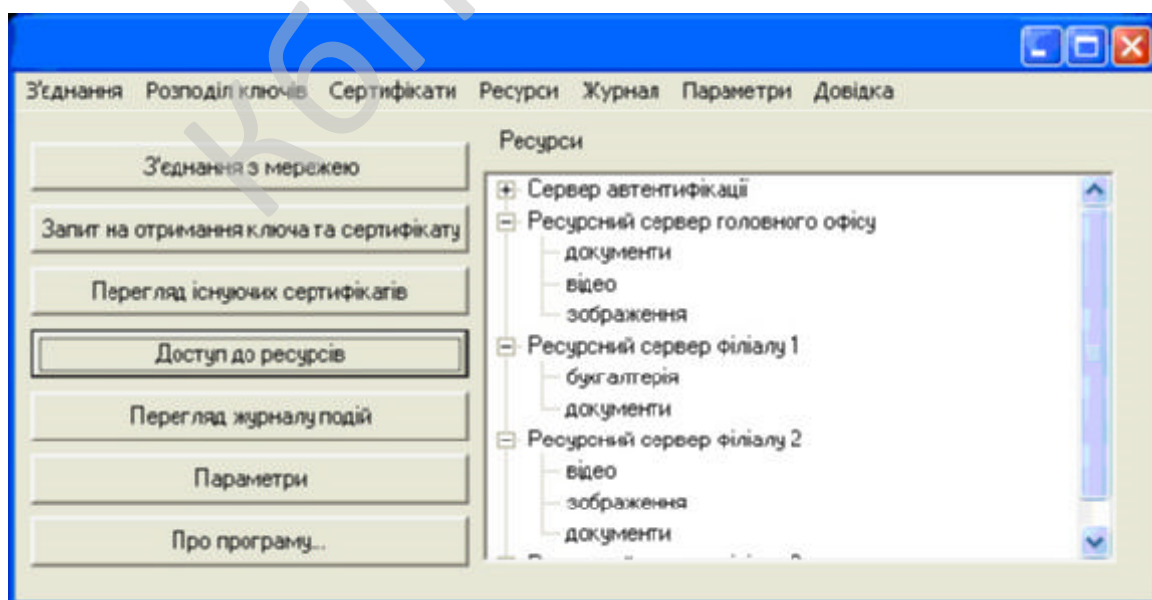 З'єднання Розподіл ключів Сертифікати Ресурси Журнал Параметри Довідка
З'єднання з мережею
Запит на отримання ключа та сертифікату
Перегляд існуючих сертифікатів
Доступ до ресурсів
Перегляд журналу подій
Параметри
Про програму...
Ресурси
Сервер автентифікації
Ресурсний сервер головного офісу
документи
відео
зображення
Ресурсний сервер філіалу 1
бухгалтерія
документи
Ресурсний сервер філіалу 2
відео
зображення
документи